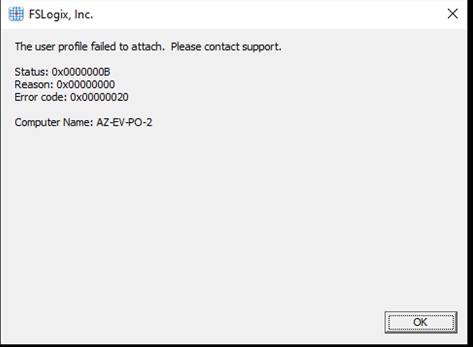 FSLogix, Inc.
The user profile failed to attach. Please contact support.
Status: 0x0000000B
Reason: 0x00000000
Error code: 0x00000020
Computer Name: AZ-EV-PO-2
OK